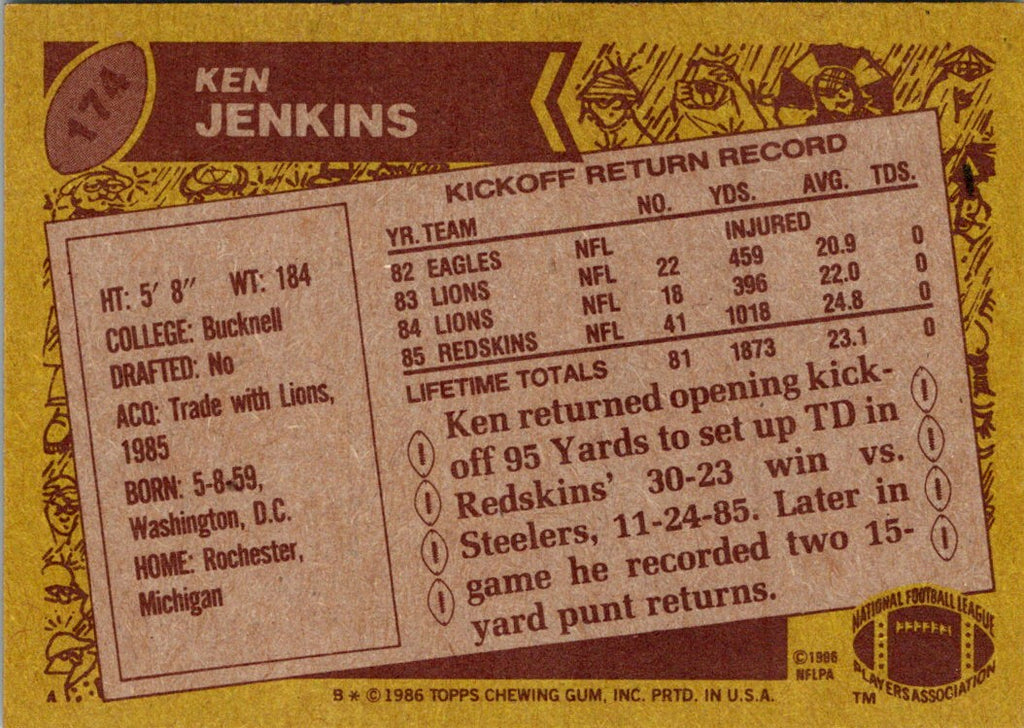 174
KEN
JENKINS
KICKOFF RETURN RECORD
YR. TEAM NO. YDS. AVG. TDS.
82 EAGLES NFL INJURED
83 LIONS NFL 22 459 20.9 0
84 LIONS NFL 18 396 22.0 0
85 REDSKINS NFL 41 1018 24.8 0
LIFETIME TOTALS 81 1873 23.1 0
HT: 5' 8" WT: 184
COLLEGE: Bucknell
DRAFTED: No
ACQ: Trade with Lions,
1985
BORN: 5-8-59,
Washington, D.C.
HOME: Rochester,
Michigan
Ken returned opening kick-
off 95 Yards to set up TD in
Redskins' 30-23 win vs.
Steelers, 11-24-85. Later in
game he recorded two 15-
yard punt returns.
©1986
NFLPA
NATIONAL FOOTBALL LEAGUE
PLAYERS ASSOCIATION
TM
A
B * © 1986 TOPPS CHEWING GUM, INC. PRTD. IN U.S.A.